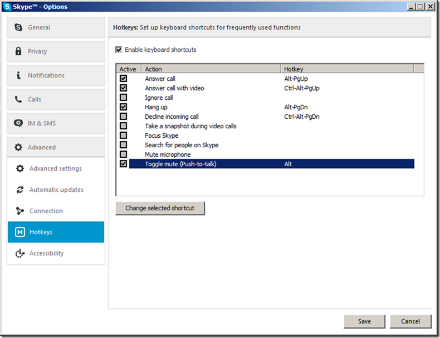 Skype™ - Options
General
Privacy
Notifications
Calls
IM & SMS
Advanced
Advanced settings
Automatic updates
Connection
Hotkeys
Accessibility
Hotkeys: Set up keyboard shortcuts for frequently used functions
Enable keyboard shortcuts
Active Action Hotkey
Answer call Alt-PgUp
Answer call with video Ctrl-Alt-PgUp
Ignore call
Hang up Alt-PgDn
Decline incoming call Ctrl-Alt-PgDn
Take a snapshot during video calls
Focus Skype
Search for people on Skype
Mute microphone
Toggle mute (Push-to-talk) Alt
Change selected shortcut
Save Cancel